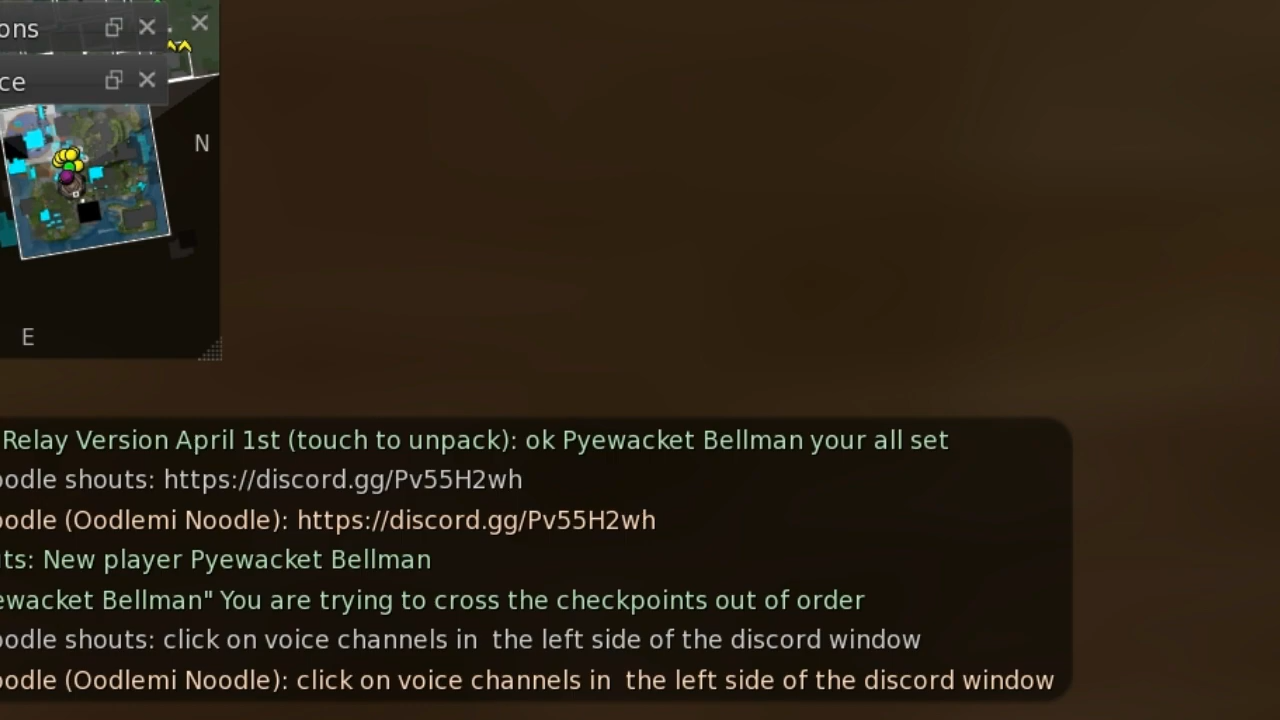 ons
ce
N
E
Relay Version April 1st (touch to unpack): ok Pyewacket Bellman your all set
oodle shouts: https://discord.gg/Pv55H2wh
oodle (Oodlemi Noodle): https://discord.gg/Pv55H2wh
ts: New player Pyewacket Bellman
ewacket Bellman" You are trying to cross the checkpoints out of order
oodle shouts: click on voice channels in  the left side of the discord window
oodle (Oodlemi Noodle): click on voice channels in  the left side of the discord window